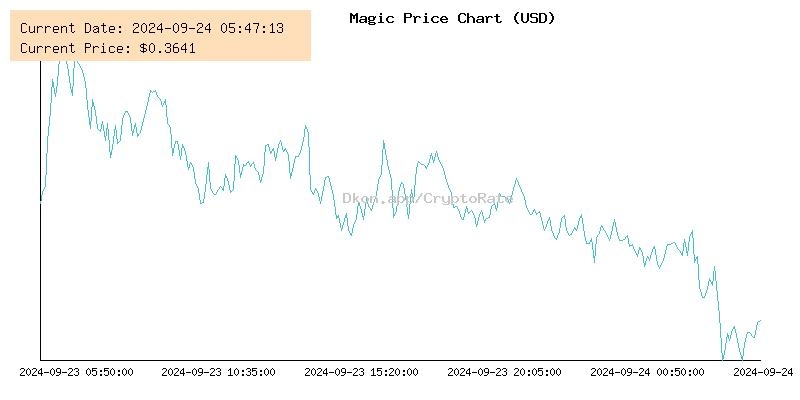 Magic Price Chart (USD)
Current Date: 2024-09-24 05:47:13
Current Price: $0.3641
Dkon.app/CryptoRate
2024-09-23 05:50:00 2024-09-23 10:35:00 2024-09-23 15:20:00 2024-09-23 20:05:00 2024-09-24 00:50:00 2024-09-24